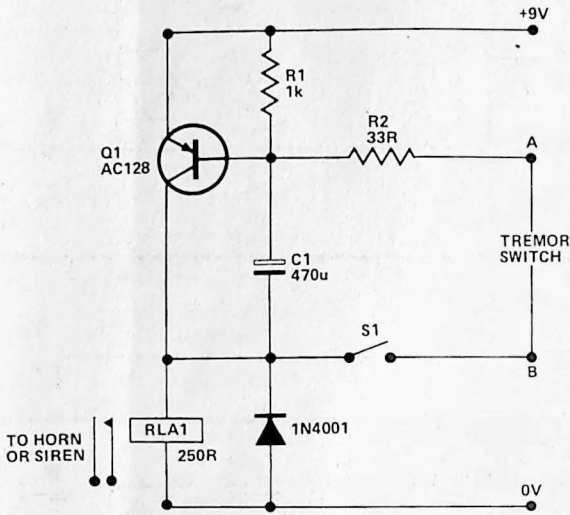 +9V
R1
1k
R2
33R
A
Q1
AC128
TREMOR
SWITCH
C1
470u
S1
B
TO HORN
OR SIREN
RLA1
250R
1N4001
0V